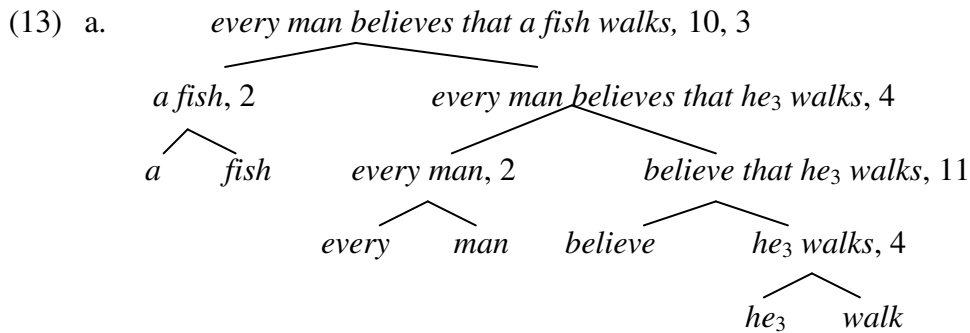 (13) a. every man believes that a fish walks, 10, 3
a fish, 2 every man believes that he₃ walks, 4
a fish every man, 2 believe that he₃ walks, 11
every man believe he₃ walks, 4
he₃ walk